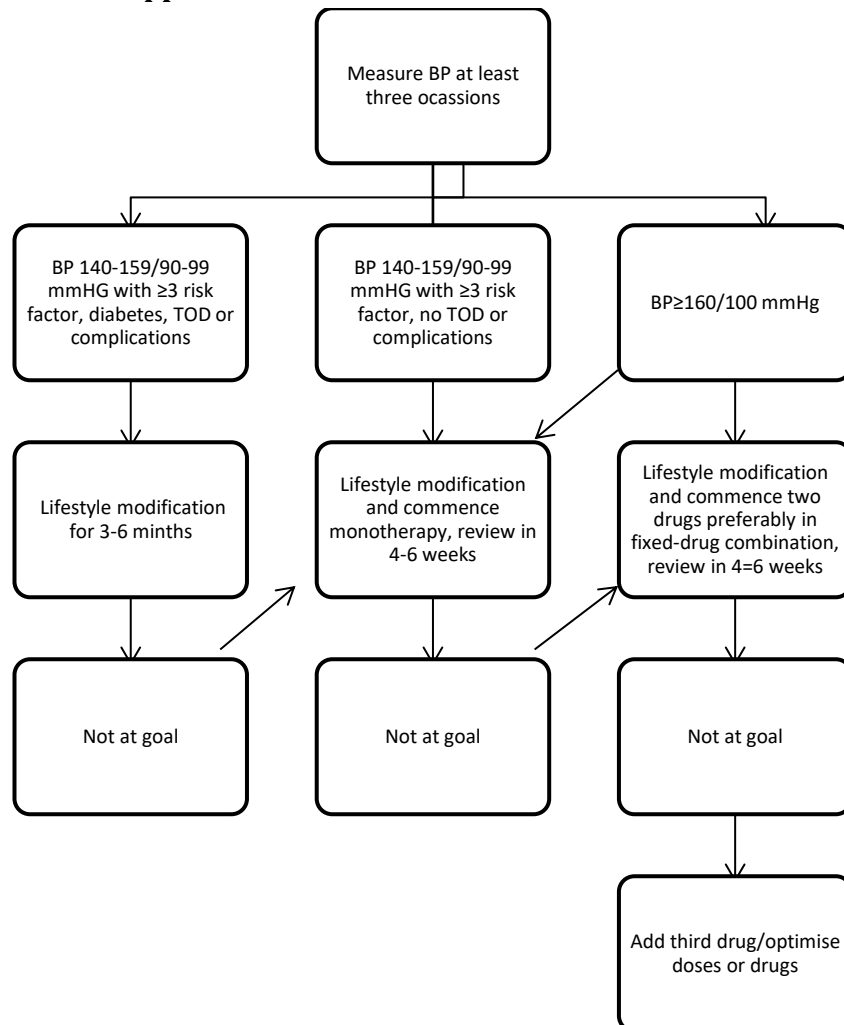 Measure BP at least
three ocassions
BP 140-159/90-99
mmHG with ≥3 risk
factor, diabetes, TOD or
complications
BP 140-159/90-99
mmHG with ≥3 risk
factor, no TOD or
complications
BP≥160/100 mmHg
Lifestyle modification
for 3-6 minths
Lifestyle modification
and commence
monotherapy, review in
4-6 weeks
Lifestyle modification
and commence two
drugs preferably in
fixed-drug combination,
review in 4=6 weeks
Not at goal
Not at goal
Not at goal
Add third drug/optimise
doses or drugs